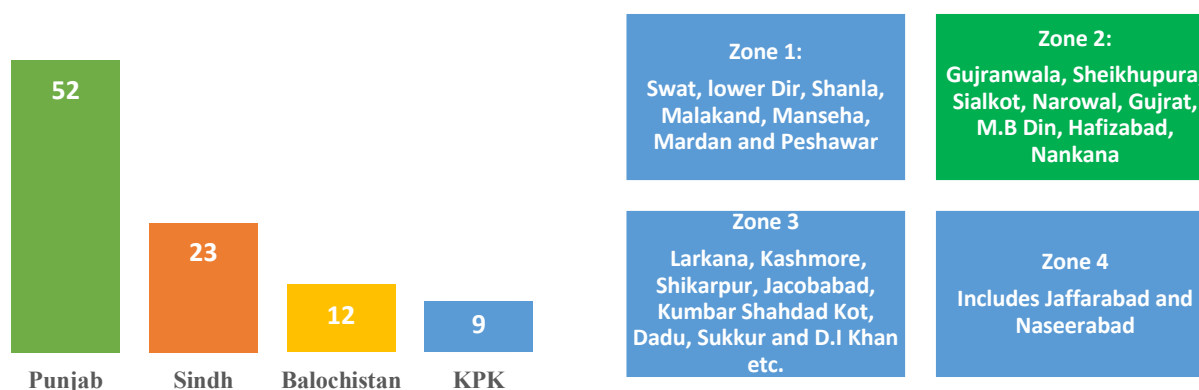 52
23
12
9
Punjab
Sindh
Balochistan
KPK
Zone 1:
Swat, lower Dir, Shanla,
Malakand, Manseha,
Mardan and Peshawar
Zone 2:
Gujranwala, Sheikhupura
Sialkot, Narowal, Gujrat,
M.B Din, Hafizabad,
Nankana
Zone 3
Larkana, Kashmore,
Shikarpur, Jacobabad,
Kumbar Shahdad Kot,
Dadu, Sukkur and D.I Khan
etc.
Zone 4
Includes Jaffarabad and
Naseerabad